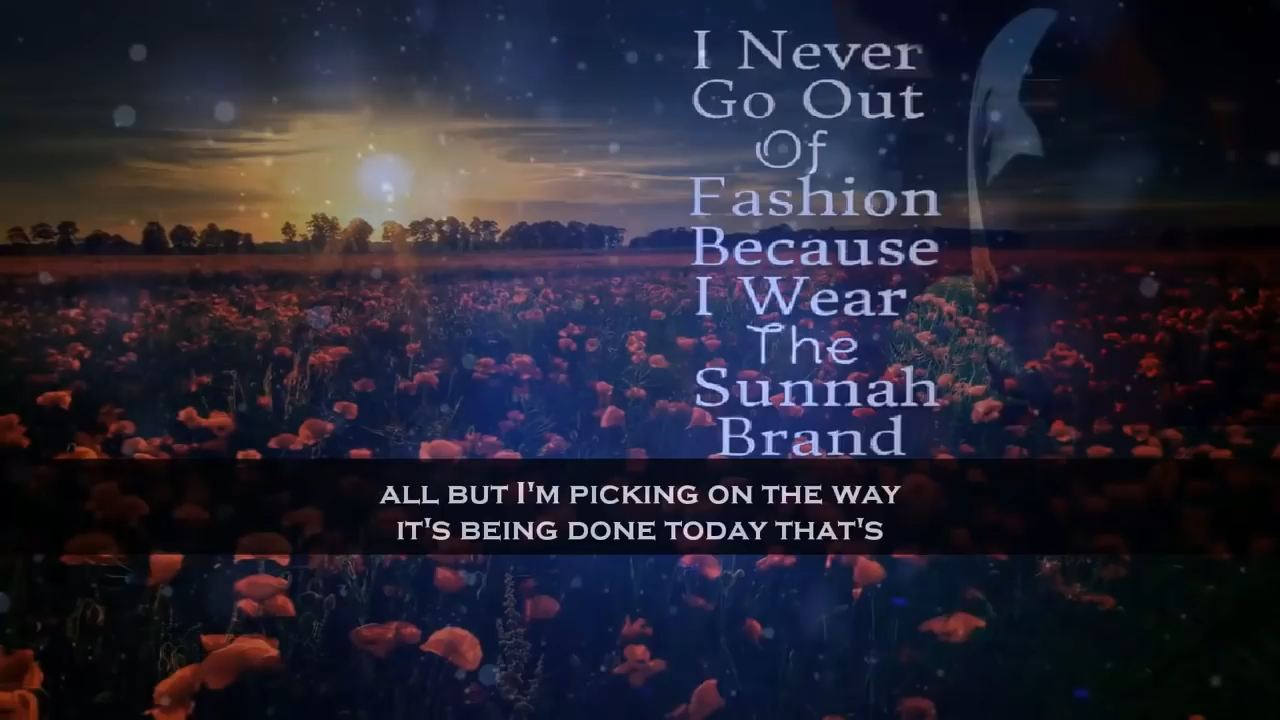 I Never
Go Out
Of
Fashion
Because
I Wear
The
Sunnah
Brand
ALL BUT I'M PICKING ON THE WAY
IT'S BEING DONE TODAY THAT'S